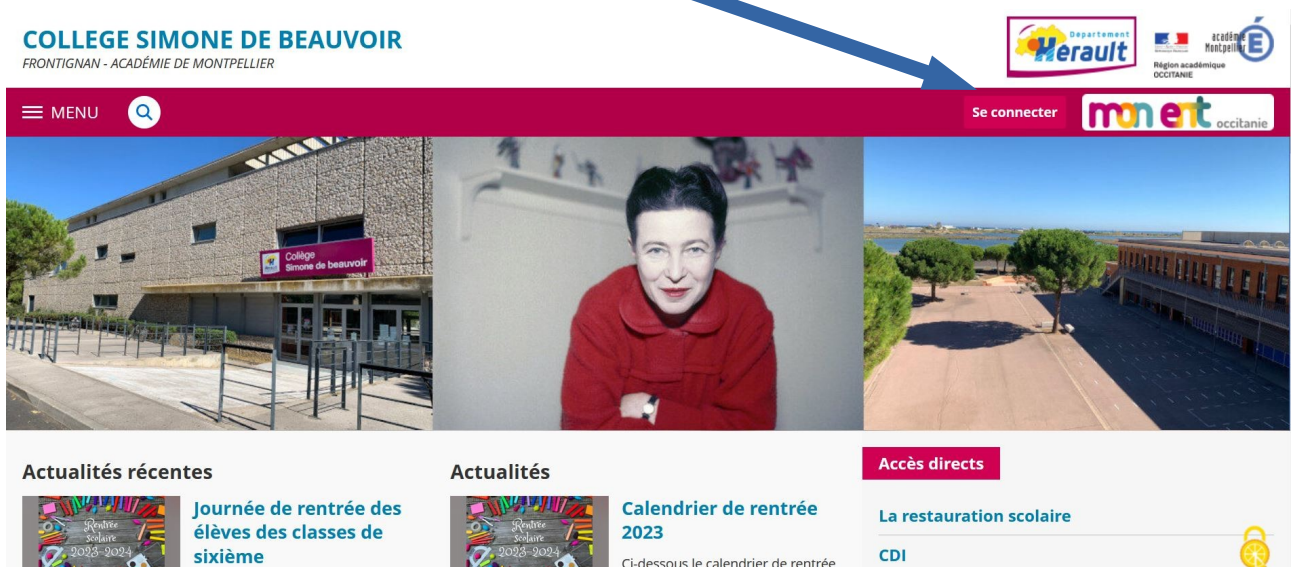 COLLEGE SIMONE DE BEAUVOIR
FRONTIGNAN - ACADÉMIE DE MONTPELLIER
Departement
Hérault
académie
Montpellier
É
Région académique
OCCITANIE
MENU
Se connecter
mon ent
occitanie
Collège
Simone de beauvoir
Actualités récentes
Journée de rentrée des
élèves des classes de
sixième
Rentrée
scolaire
2023-2024
Actualités
Calendrier de rentrée
2023
Ci-dessous le calendrier de rentrée
Rentrée
scolaire
2023-2024
Accès directs
La restauration scolaire
CDI